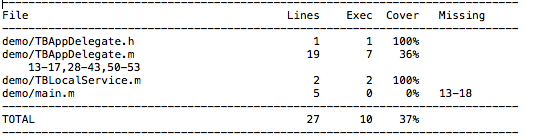 ------------------------------------------------------------------------------
File                                       Lines    Exec  Cover   Missing
------------------------------------------------------------------------------
demo/TBAppDelegate.h                           1       1   100%
demo/TBAppDelegate.m                          19       7    36%
    13-17,28-43,50-53
demo/TBLocalService.m                          2       2   100%
demo/main.m                                    5       0     0%   13-18
------------------------------------------------------------------------------
TOTAL                                         27      10    37%
------------------------------------------------------------------------------